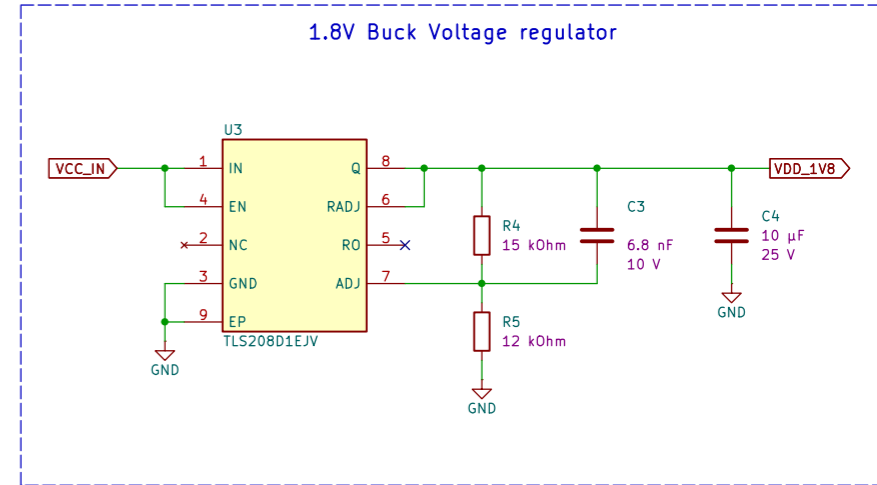 1.8V Buck Voltage regulator
U3
VCC_IN
1
IN
Q
8
VDD_1V8
4
EN
RADJ
6
2
NC
RO
5
3
GND
ADJ
7
9
EP
TLS208D1EJV
GND
R4
15 kOhm
C3
6.8 nF
10 V
C4
10 µF
25 V
GND
R5
12 kOhm
GND